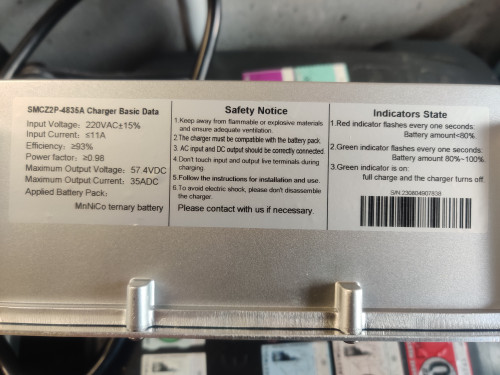 SMCZ2P-4835A Charger Basic Data
Input Voltage: 220VAC±15%
Input Current: ≤11A
Efficiency: ≥93%
Power factor: ≥0.98
Maximum Output Voltage: 57.4VDC
Maximum Output Current: 35ADC
Applied Battery Pack:
MnNiCo ternary battery
Safety Notice
1.Keep away from flammable or explosive materials
and ensure adequate ventilation.
2.The charger must be compatible with the battery pack.
3. AC input and DC output should be correctly connected.
4.Don't touch input and output live terminals during
charging.
5.Follow the instructions for installation and use.
6.To avoid electric shock, please don't disassemble
the charger.
Please contact with us if necessary.
Indicators State
1.Red indicator flashes every one seconds:
Battery amount<80%
2.Green indicator flashes every one seconds:
Battery amount 80%~100%
3.Green indicator is on:
full charge and the charger turns off.
S/N:230804907838